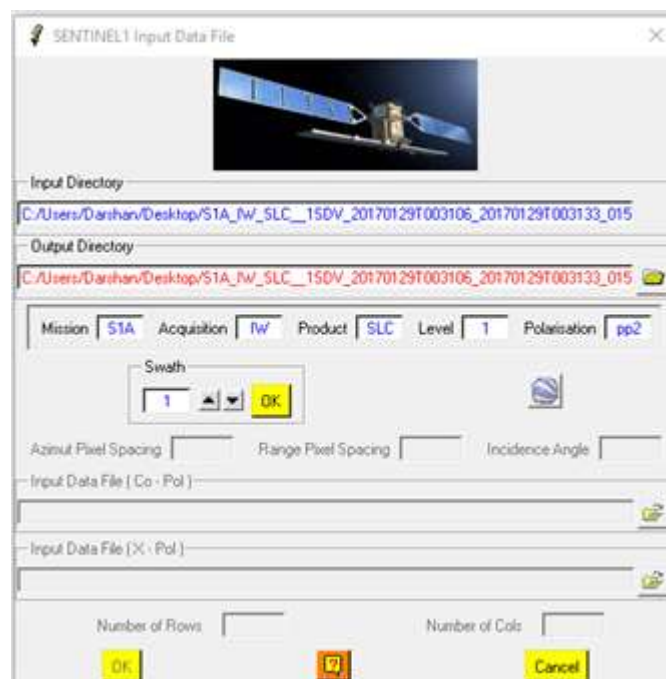 SENTINEL1 Input Data File
Input Directory
C:/Users/Darshan/Desktop/S1A_IW_SLC__1SDV_20170129T003106_20170129T003133_015
Output Directory
C:/Users/Darshan/Desktop/S1A_IW_SLC__1SDV_20170129T003106_20170129T003133_015
Mission S1A Acquisition IW Product SLC Level 1 Polarisation pp2
Swath
1 OK
Azimut Pixel Spacing Range Pixel Spacing Incidence Angle
Input Data File ( Co - Pol )
Input Data File ( X - Pol )
Number of Rows Number of Cols
OK ? Cancel